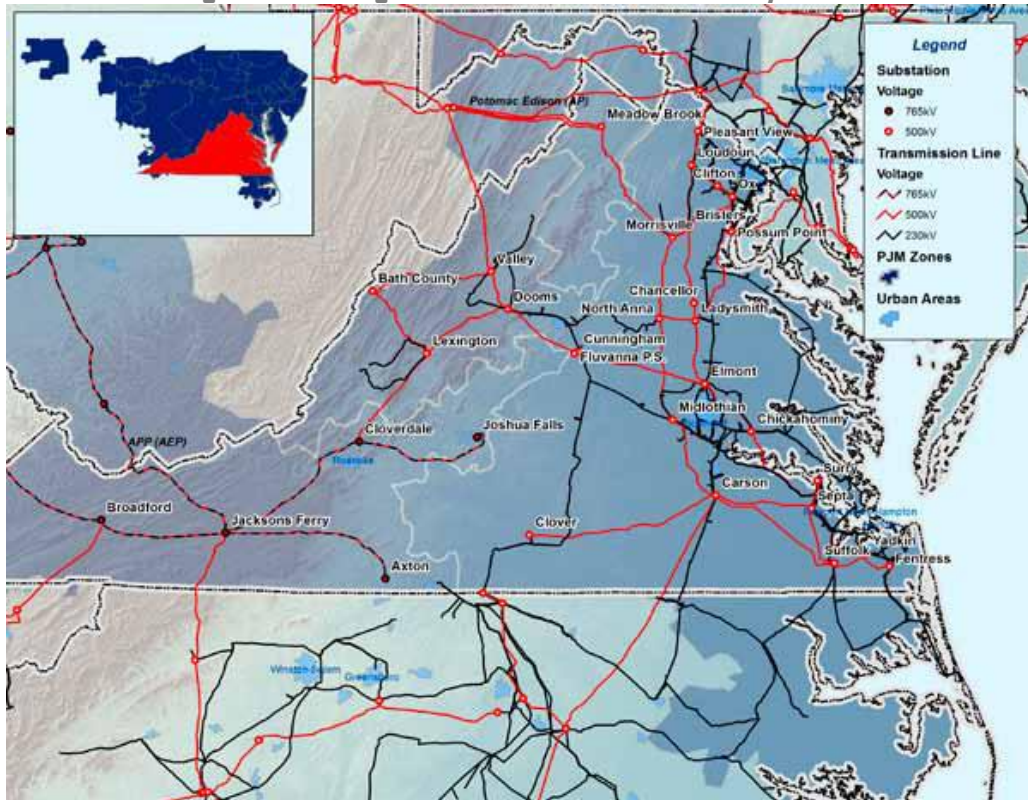 Potomac Edison (AP)
Meadow Brook
Pleasant View
Loudoun
Clifton
Ox
Bristers
Morrisville
Possum Point
Valley
Bath County
Dooms
Chancellor
North Anna
Ladysmith
Cunningham
Lexington
Fluvanna P.S
Elmont
Midlothian
Chickahominy
Cloverdale
Joshua Falls
Roanoke
APP (AEP)
Surry
Carson
Septa
Broadford
Jacksons Ferry
Clover
Yadkin
Suffolk
Fentress
Axton
Winston-Salem
Greensboro
Legend
Substation
Voltage
765kV
500kV
Transmission Line
Voltage
765kV
500kV
230kV
PJM Zones
Urban Areas